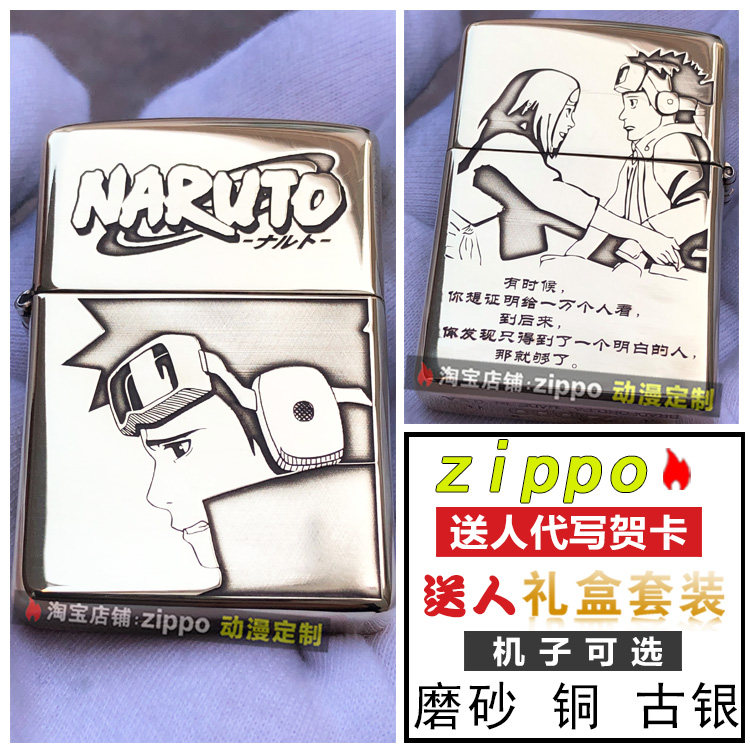 NARUTO
-ナルト-
淘宝店铺:zippo 动漫定制
有时候,
你想证明给一万个人看,
到后来,
你发现只得到了一个明白的人,
那就够了。
淘宝店铺:zippo 动漫定制
zippo
送人代写贺卡
送人礼盒套装
机子可选
磨砂 铜 古银